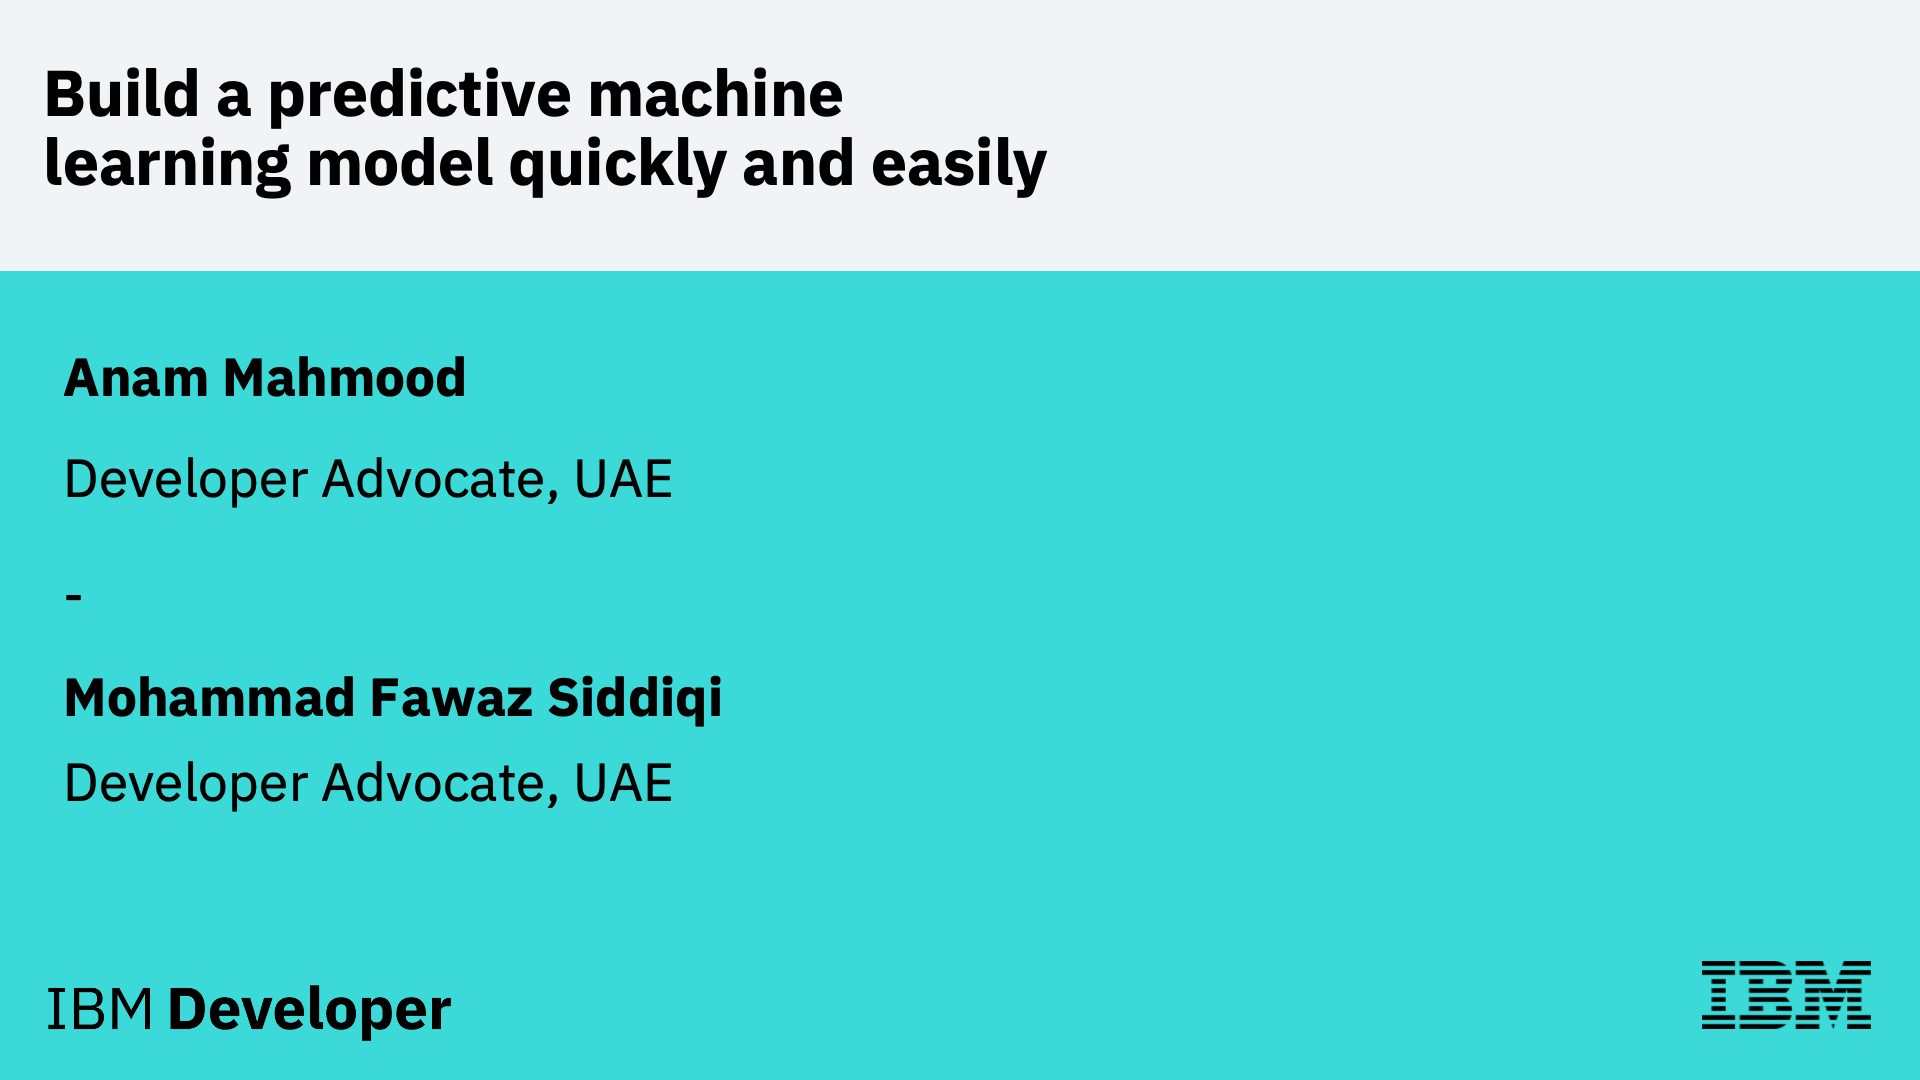 Build a predictive machine
learning model quickly and easily
Anam Mahmood
Developer Advocate, UAE
-
Mohammad Fawaz Siddiqi
Developer Advocate, UAE
IBM Developer
IBM